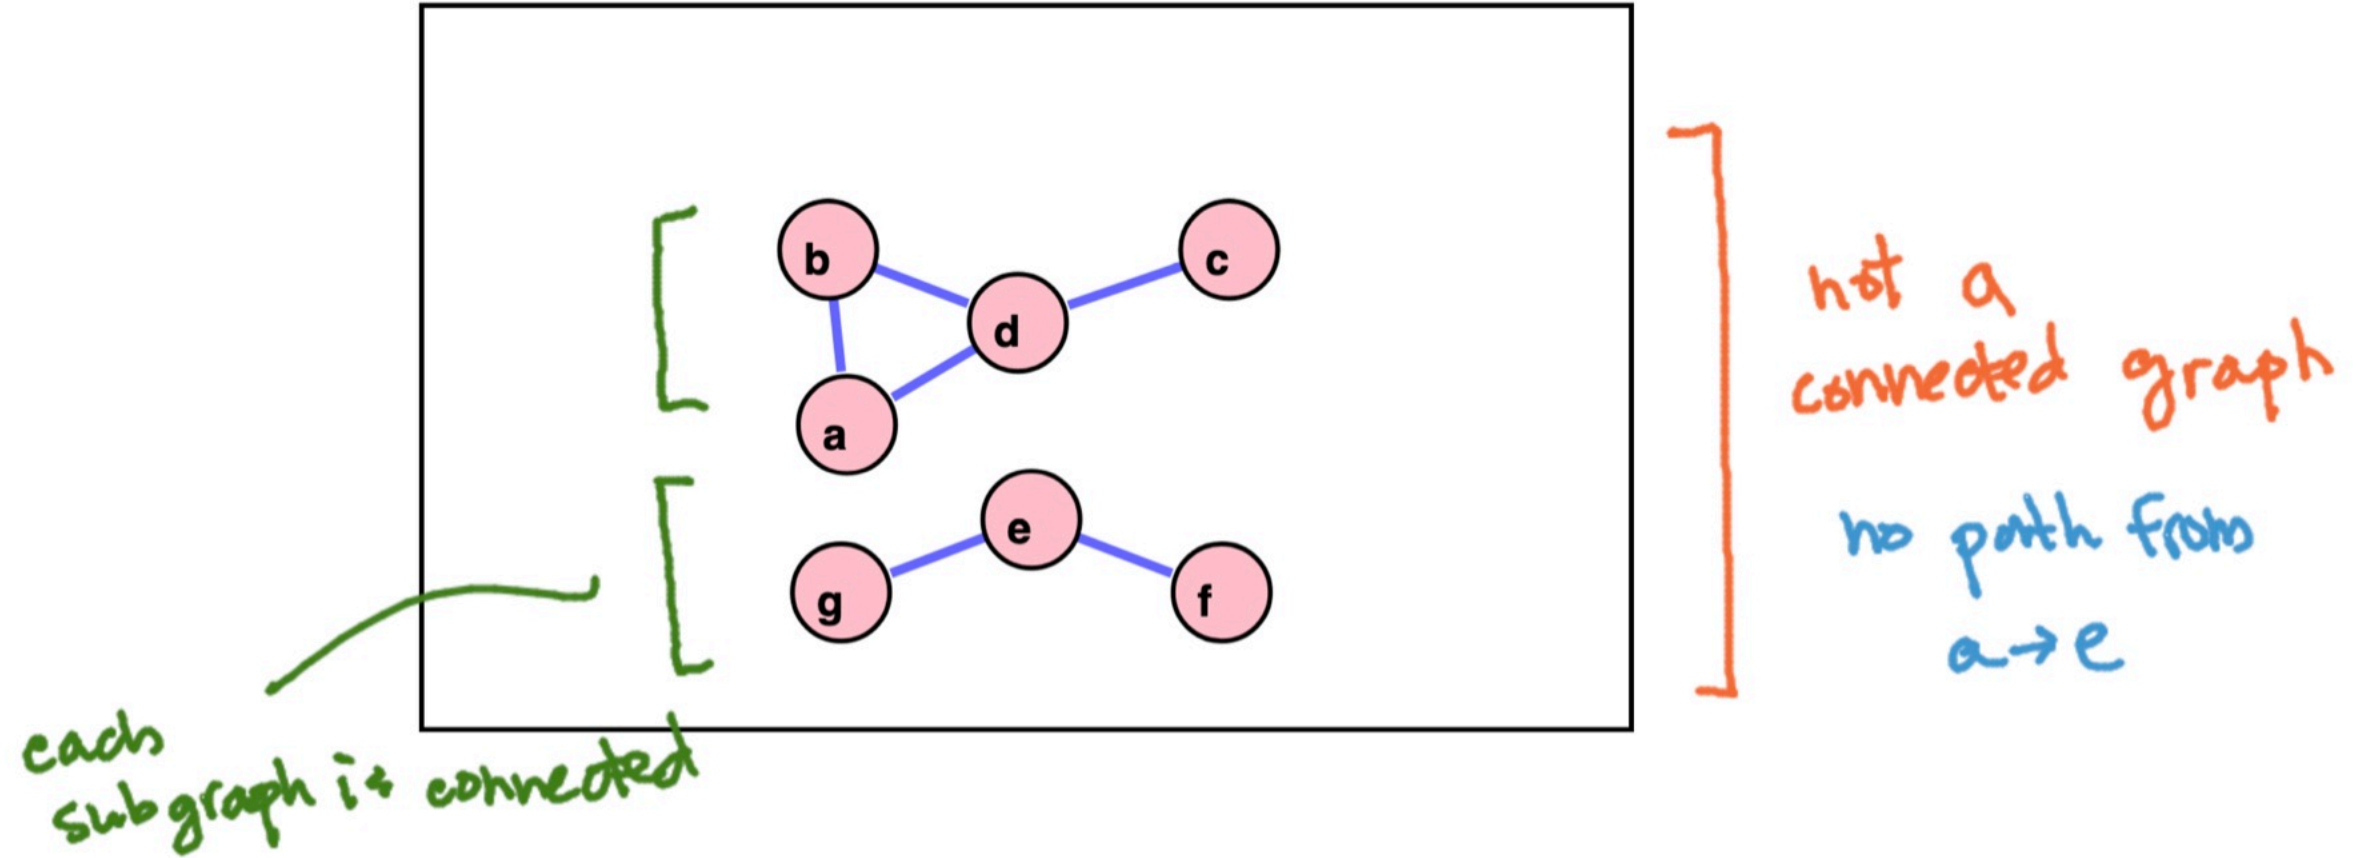 b
c
d
a
e
g
f
not a
connected graph
no path from
a→e
each
subgraph is connected